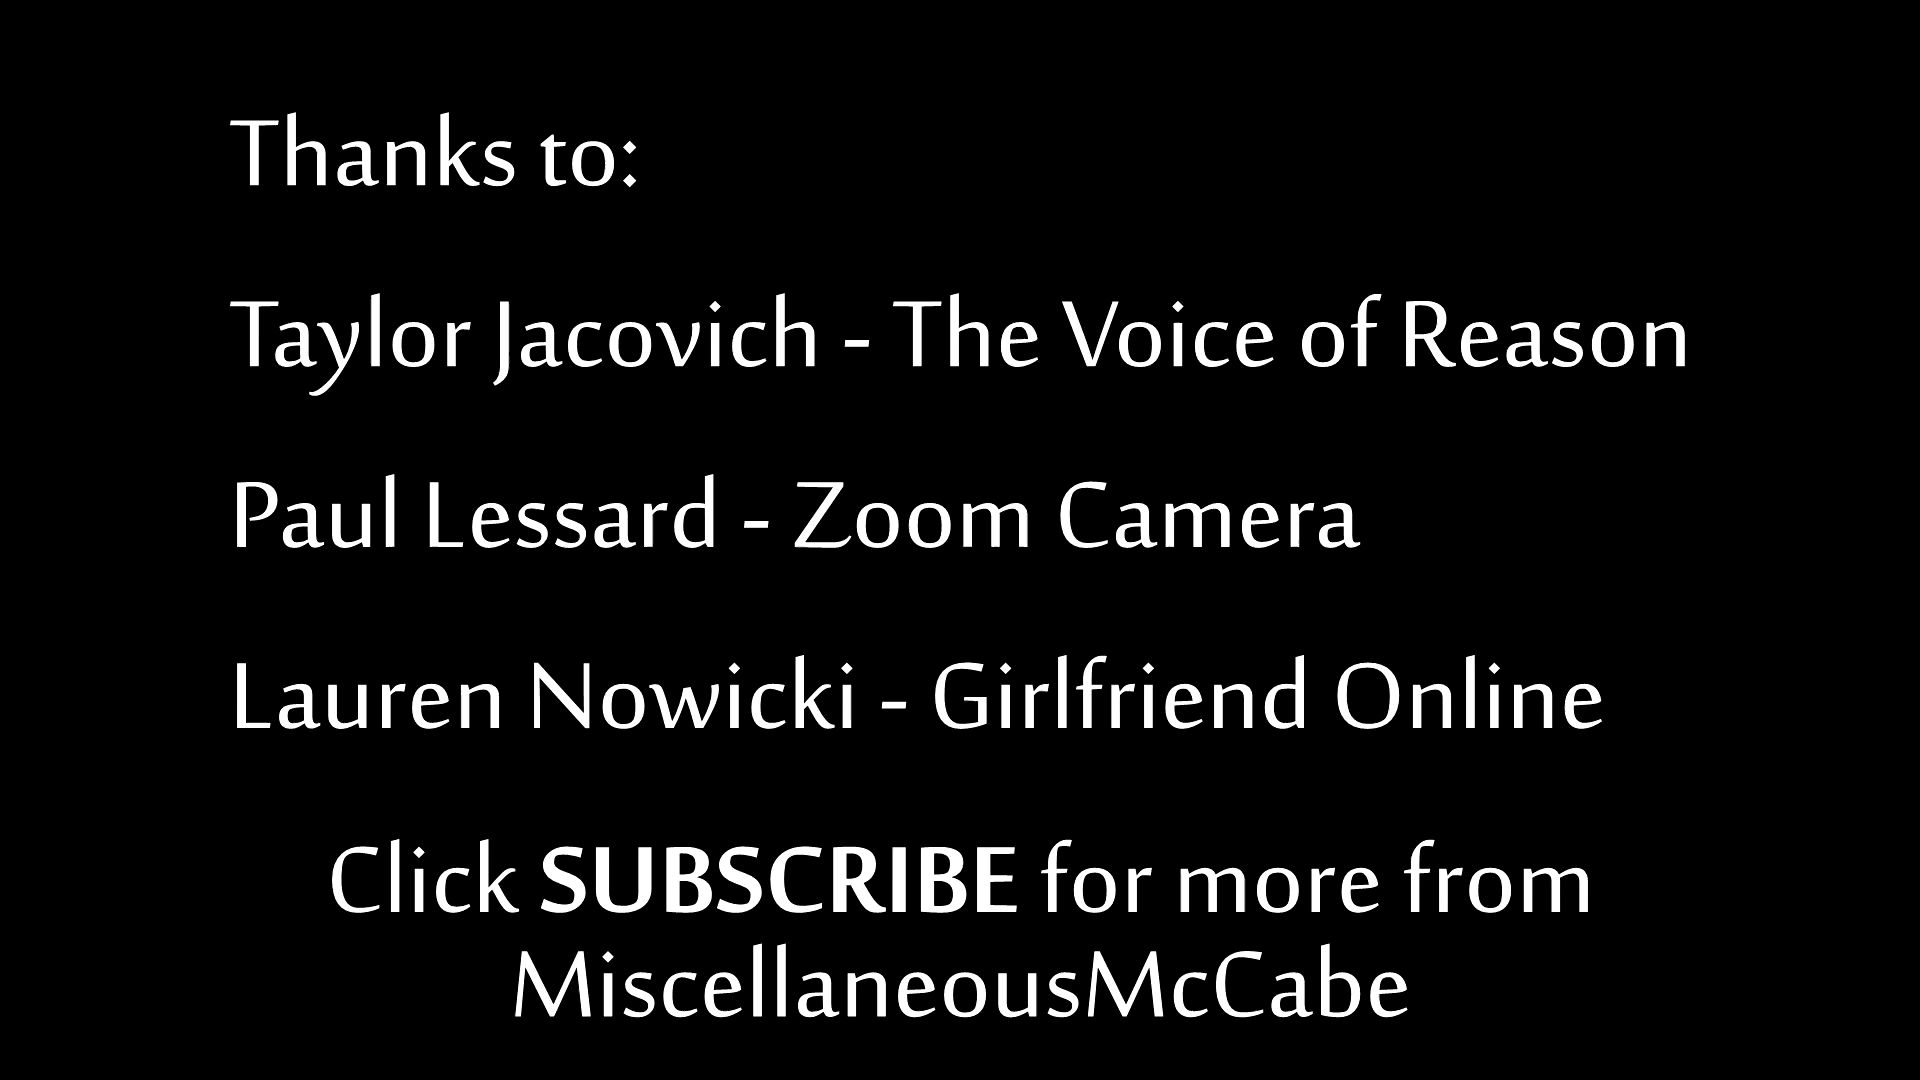 Thanks to:
Taylor Jacovich - The Voice of Reason
Paul Lessard - Zoom Camera
Lauren Nowicki - Girlfriend Online
Click SUBSCRIBE for more from
MiscellaneousMcCabe